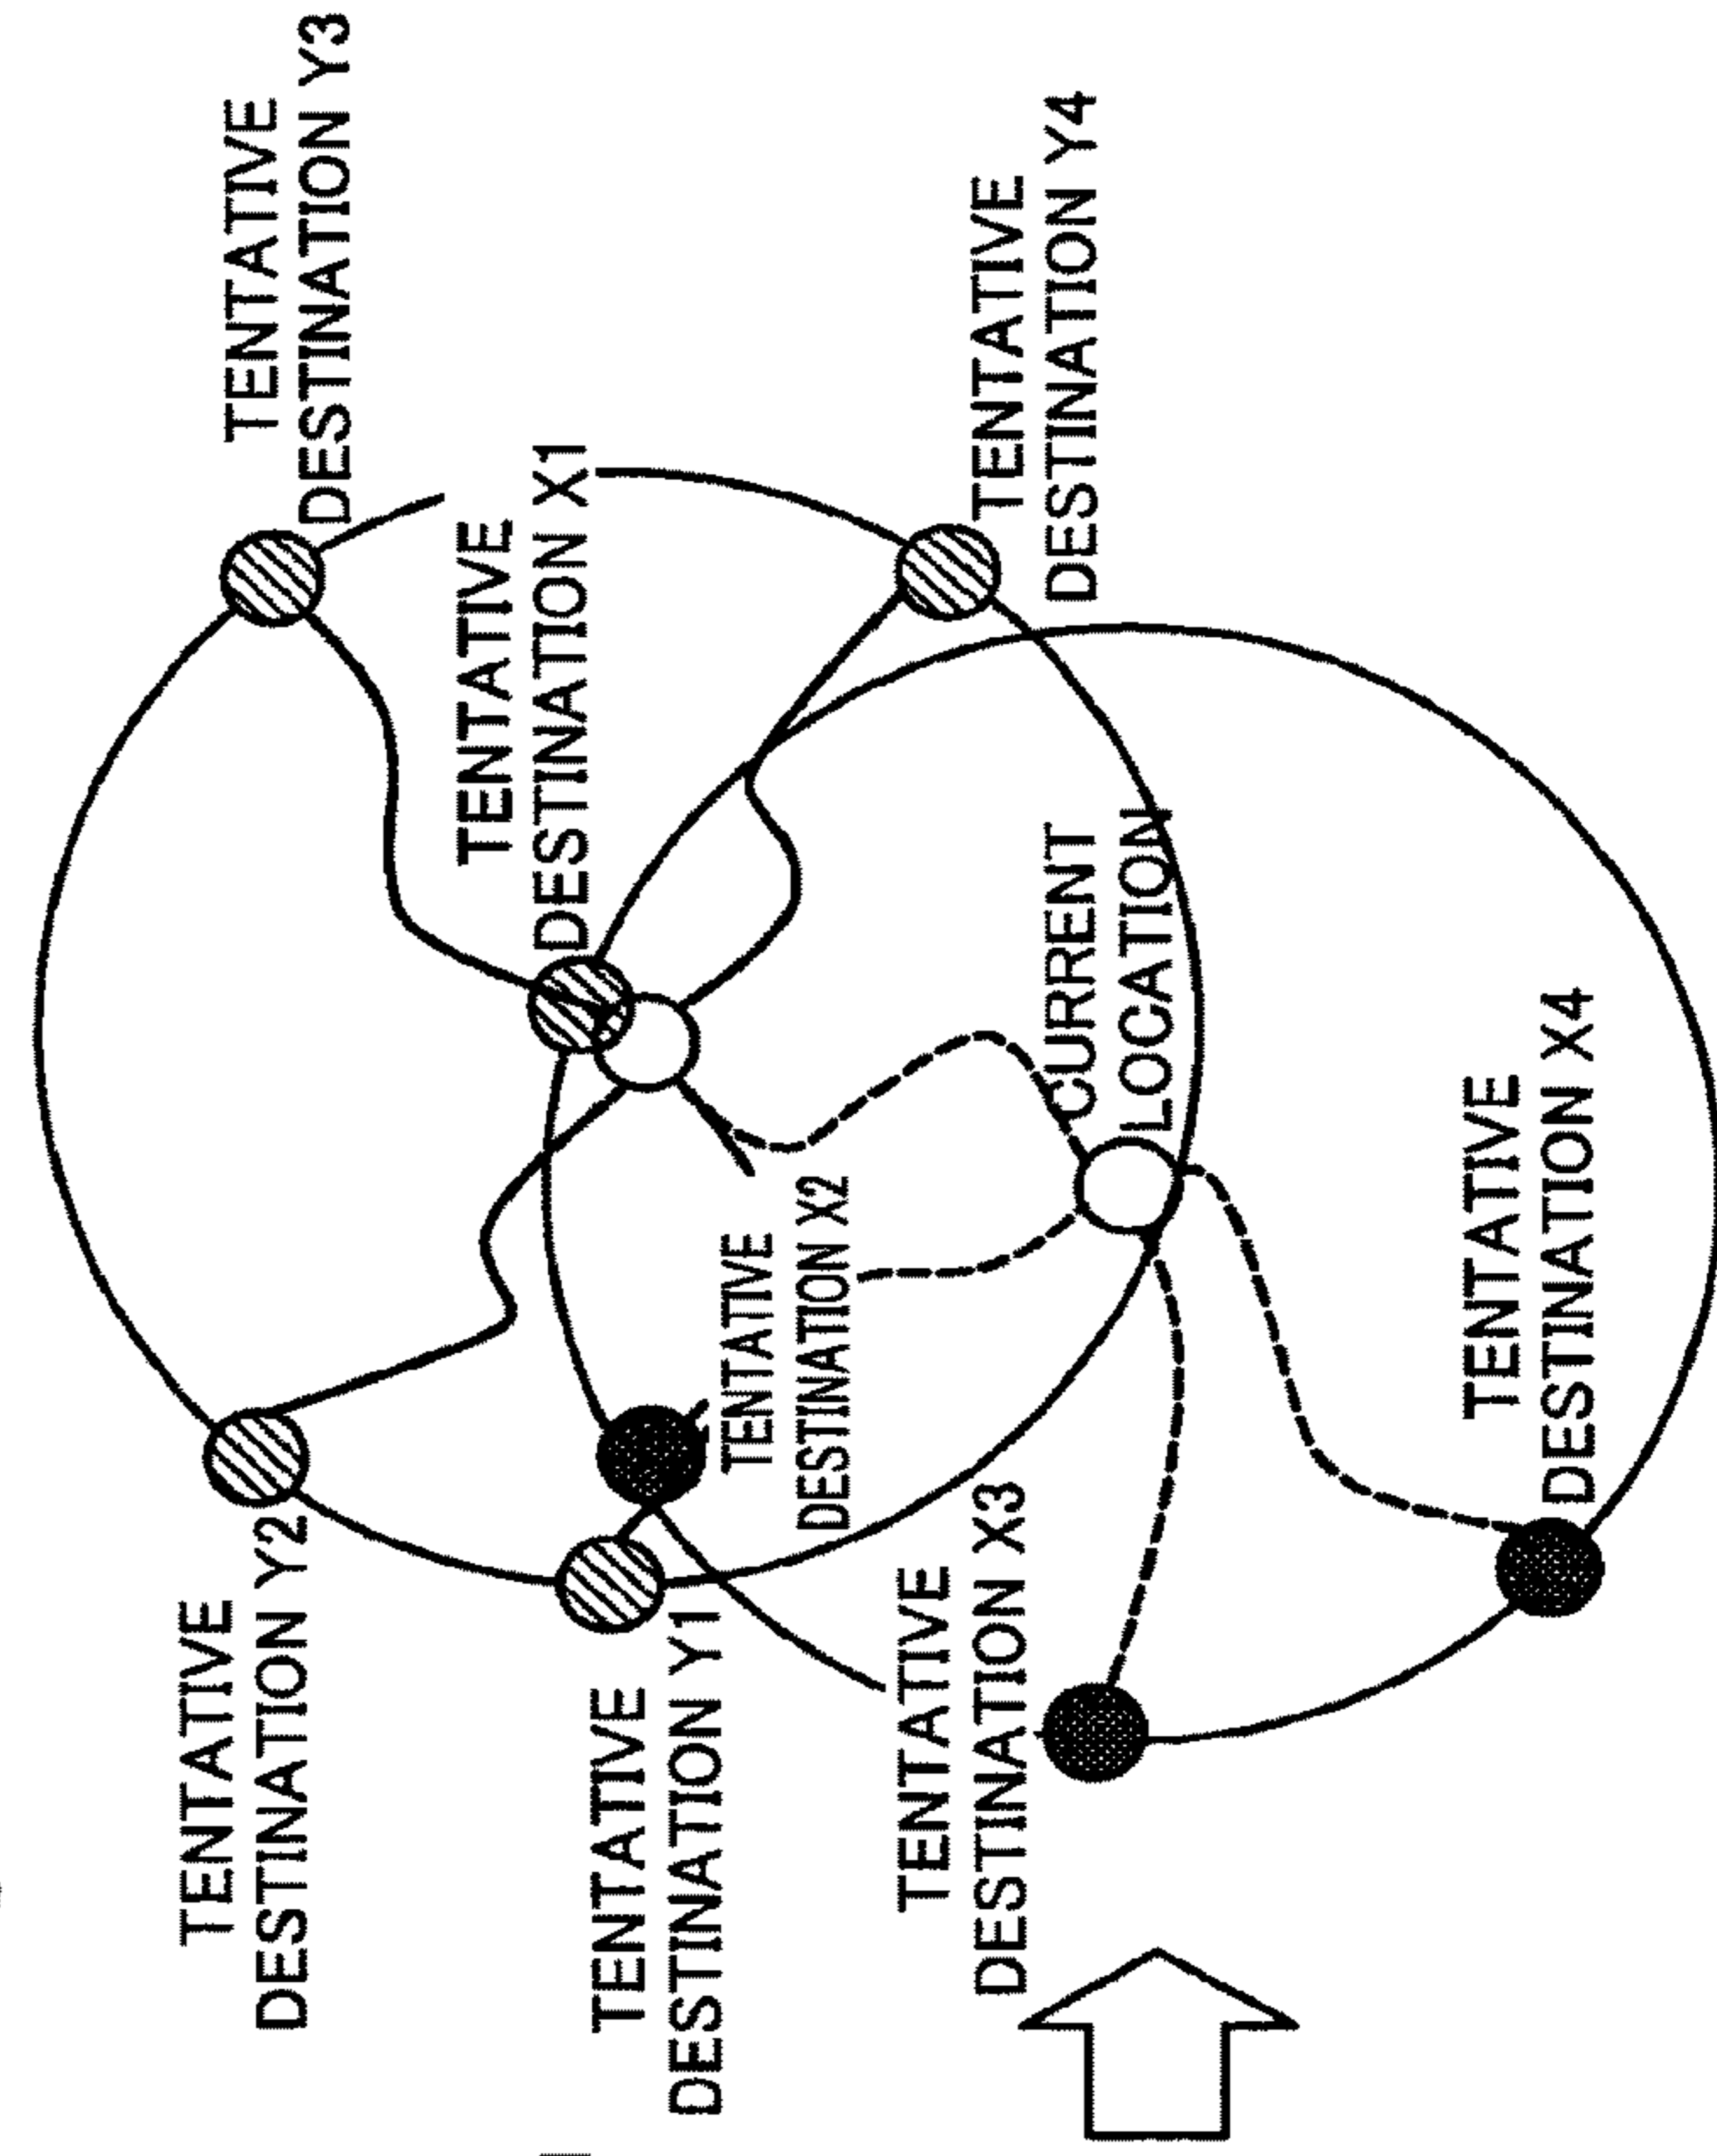 TENTATIVE
DESTINATION Y2
TENTATIVE
DESTINATION Y3
TENTATIVE
DESTINATION X1
TENTATIVE
DESTINATION Y1
TENTATIVE
DESTINATION X2
TENTATIVE
DESTINATION X3
TENTATIVE
DESTINATION Y4
CURRENT
LOCATION
TENTATIVE
DESTINATION X4